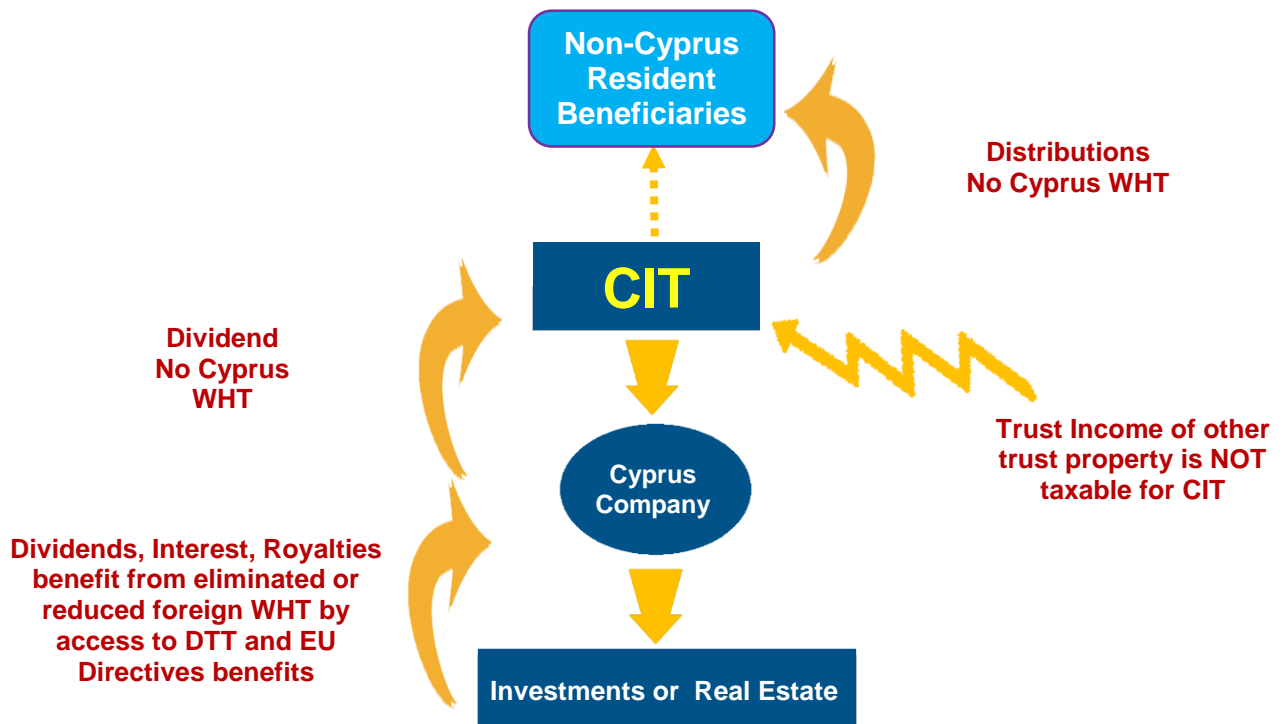 Non-Cyprus
Resident
Beneficiaries
Distributions
No Cyprus WHT
CIT
Dividend
No Cyprus
WHT
Trust Income of other
trust property is NOT
taxable for CIT
Cyprus
Company
Dividends, Interest, Royalties
benefit from eliminated or
reduced foreign WHT by
access to DTT and EU
Directives benefits
Investments or Real Estate